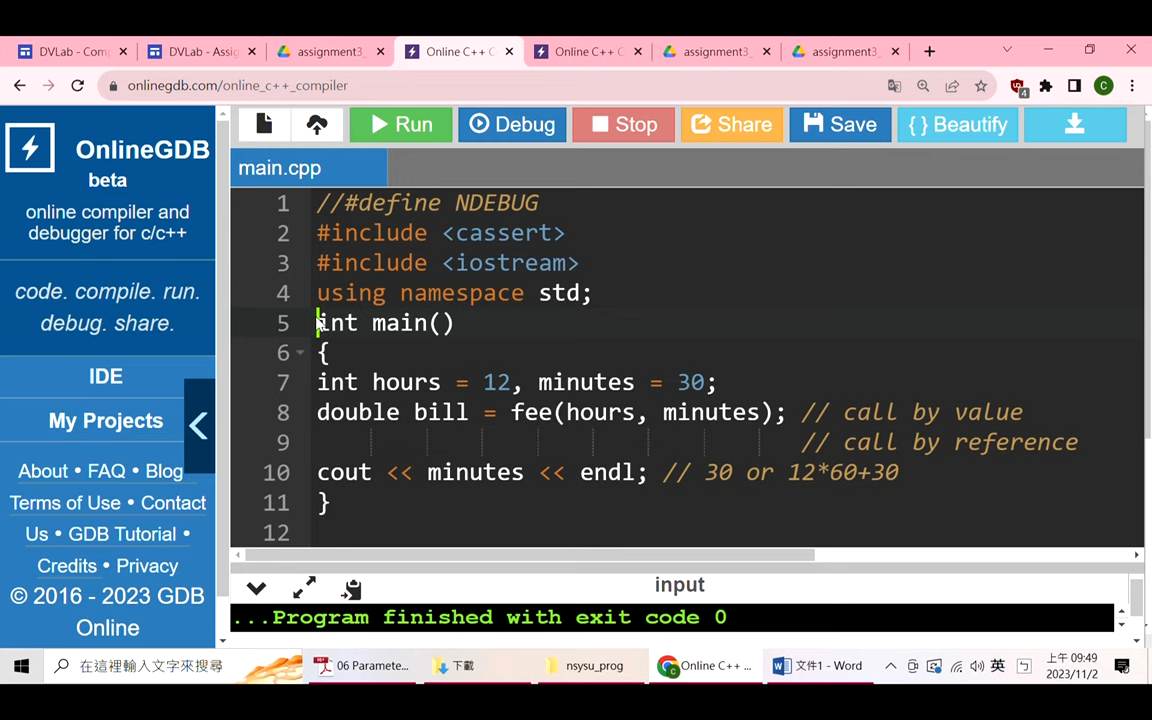 DVLab - Com
DVLab - Assig
assignment3_
Online C++ C
Online C++ C
assignment3_
assignment3_
onlinegdb.com/online_c++_compiler
4
C
OnlineGDB
beta
online compiler and
debugger for c/c++
code. compile. run.
debug. share.
IDE
My Projects
About • FAQ • Blog
Terms of Use • Contact
Us • GDB Tutorial •
Credits • Privacy
© 2016 - 2023 GDB
Online
Run Debug Stop Share Save { } Beautify
main.cpp
1 //#define NDEBUG
2 #include <cassert>
3 #include <iostream>
4 using namespace std;
5 int main()
6 {
7 int hours = 12, minutes = 30;
8 double bill = fee(hours, minutes); // call by value
9 // call by reference
10 cout << minutes << endl; // 30 or 12*60+30
11 }
12
input
...Program finished with exit code 0
在這裡輸入文字來搜尋
06 Paramete...
下載
nsysu_prog
Online C++ ...
文件1 - Word
英
ㄅ
上午 09:49
2023/11/2